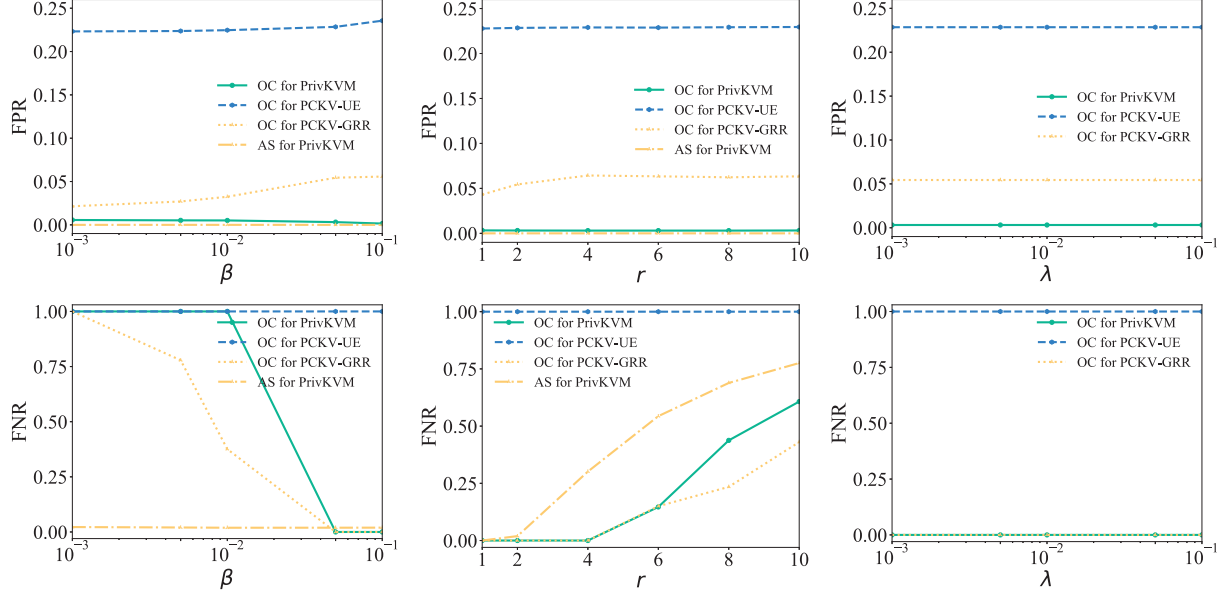 0.25
0.20
0.15
0.10
0.05
0.00
FPR
OC for PrivKVM
OC for PCKV-UE
OC for PCKV-GRR
AS for PrivKVM
10⁻³
10⁻²
10⁻¹
β
0.25
0.20
0.15
0.10
0.05
0.00
FPR
OC for PrivKVM
OC for PCKV-UE
OC for PCKV-GRR
AS for PrivKVM
1
2
4
6
8
10
r
0.25
0.20
0.15
0.10
0.05
0.00
FPR
OC for PrivKVM
OC for PCKV-UE
OC for PCKV-GRR
10⁻³
10⁻²
10⁻¹
λ
1.00
0.75
0.50
0.25
0.00
FNR
OC for PrivKVM
OC for PCKV-UE
OC for PCKV-GRR
AS for PrivKVM
10⁻³
10⁻²
10⁻¹
β
1.00
0.75
0.50
0.25
0.00
FNR
OC for PrivKVM
OC for PCKV-UE
OC for PCKV-GRR
AS for PrivKVM
1
2
4
6
8
10
r
1.00
0.75
0.50
0.25
0.00
FNR
OC for PrivKVM
OC for PCKV-UE
OC for PCKV-GRR
10⁻³
10⁻²
10⁻¹
λ